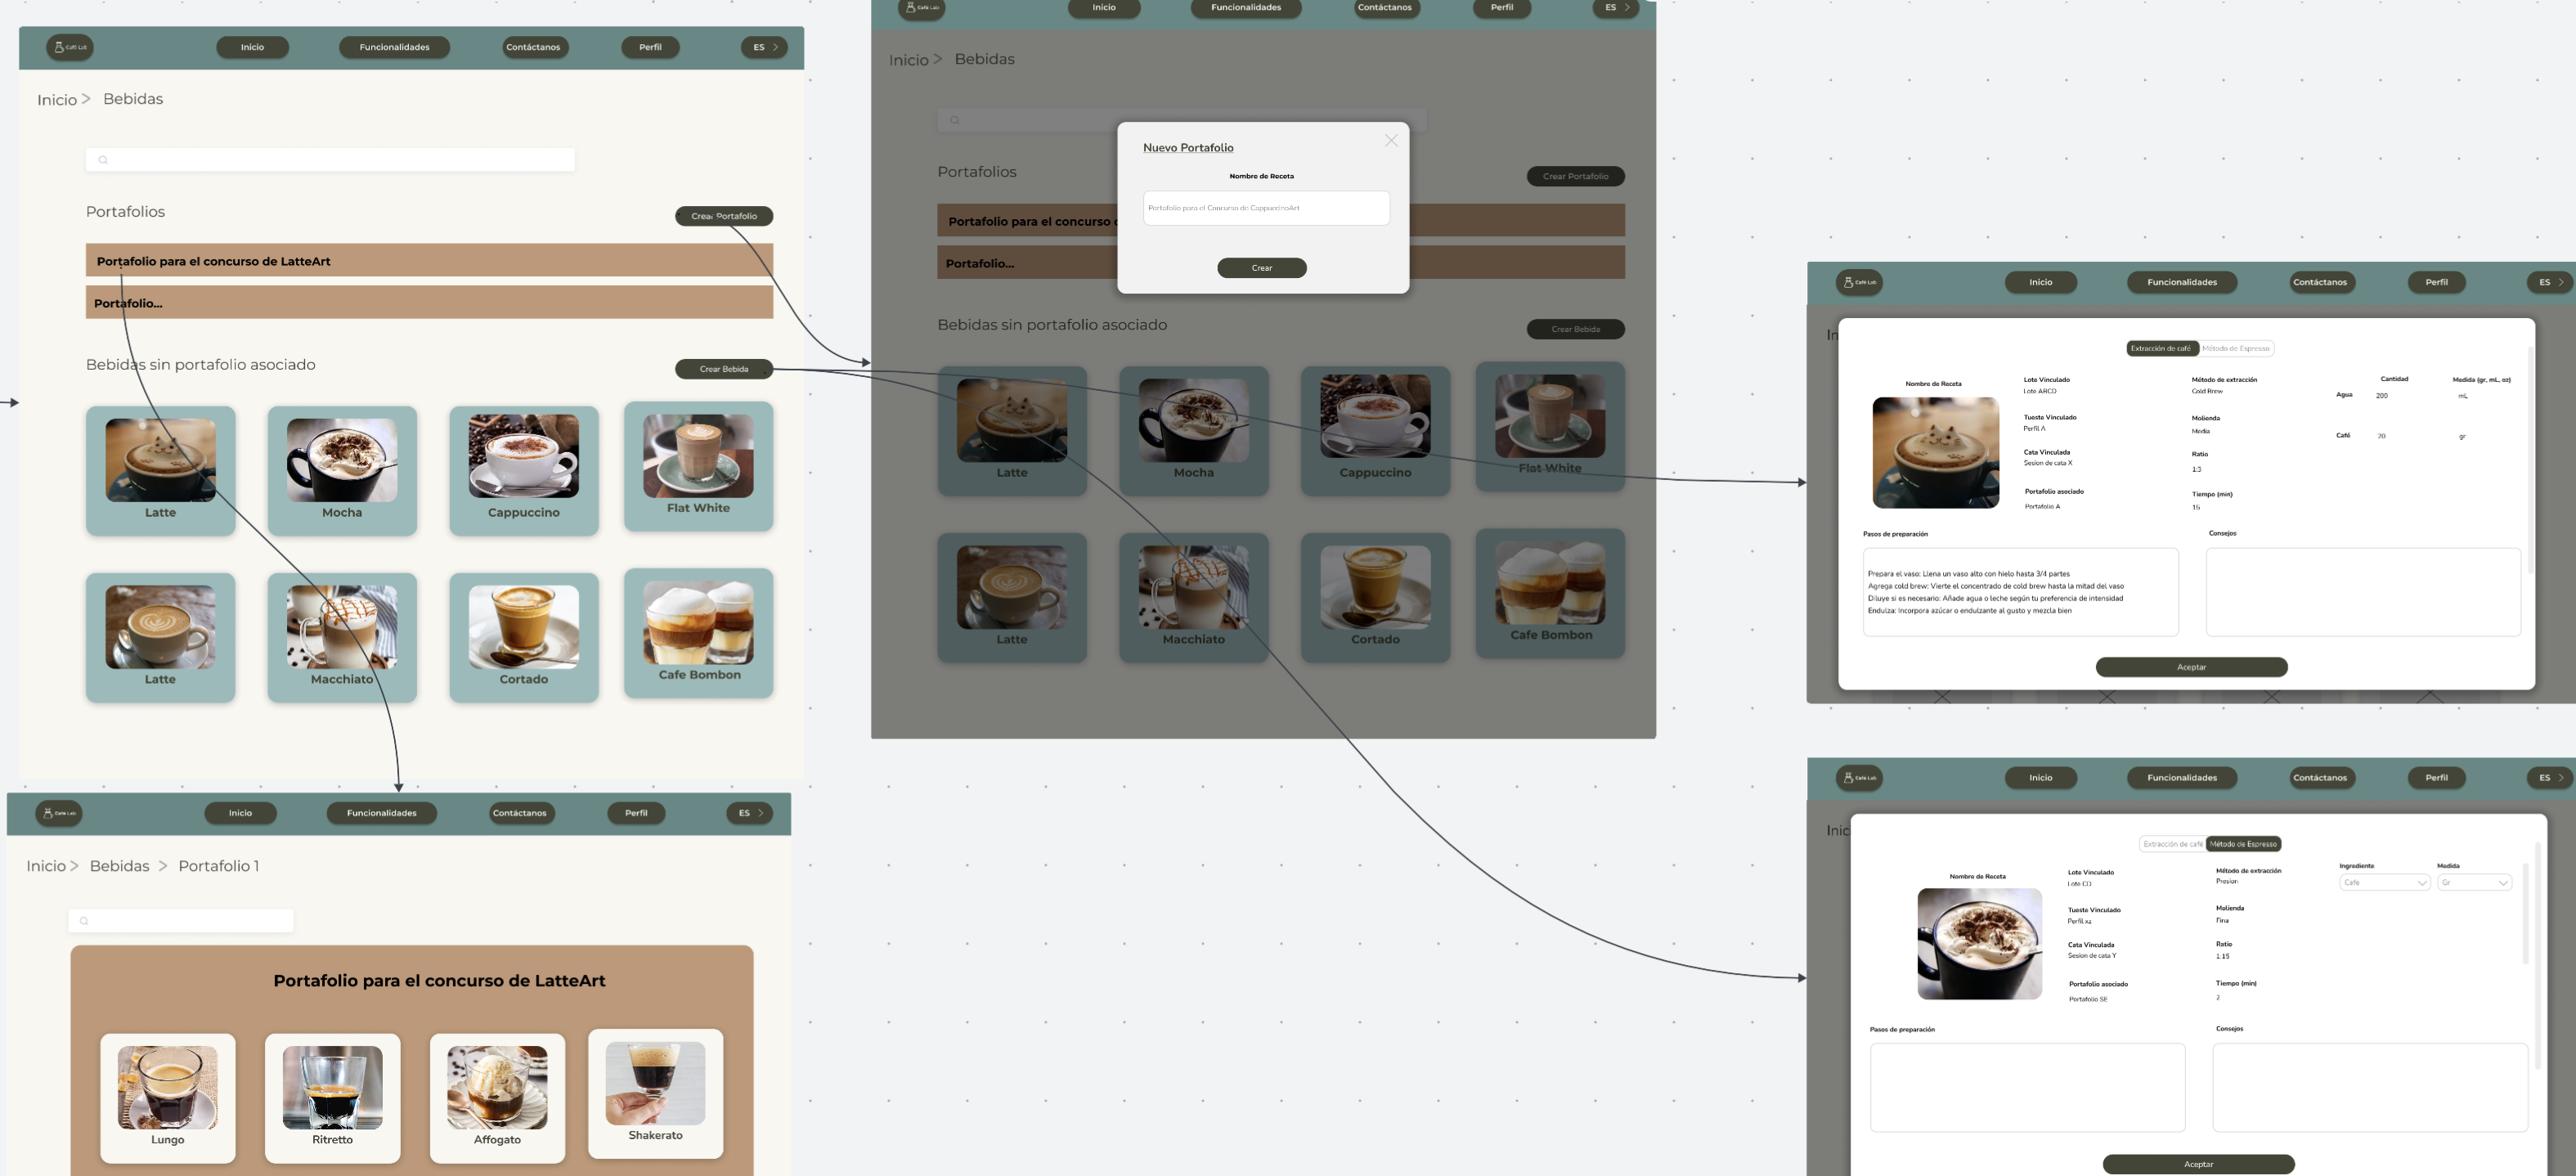 Café Lab
Inicio
Funcionalidades
Contáctanos
Perfil
ES >
Inicio > Bebidas
Portafolios
Crear Portafolio
Portafolio para el concurso de LatteArt
Portafolio...
Bebidas sin portafolio asociado
Crear Bebida
Latte
Mocha
Cappuccino
Flat White
Latte
Macchiato
Cortado
Cafe Bombon
Café Lab
Inicio
Funcionalidades
Contáctanos
Perfil
ES >
Inicio > Bebidas
Nuevo Portafolio
Nombre de Receta
Portafolio para el Concurso de CappuccinoArt
Crear
Portafolios
Crear Portafolio
Portafolio para el concurso
Portafolio...
Bebidas sin portafolio asociado
Crear Bebida
Latte
Mocha
Cappuccino
Flat White
Latte
Macchiato
Cortado
Cafe Bombon
Café Lab
Inicio
Funcionalidades
Contáctanos
Perfil
ES >
In
Extracción de café
Método de Espresso
Nombre de Receta
Lote Vinculado
Lote ABCD
Tueste Vinculado
Perfil A
Cata Vinculada
Sesion de cata X
Portafolio asociado
Portafolio A
Método de extracción
Cold Brew
Molienda
Media
Ratio
1:3
Tiempo (min)
15
Cantidad
Medida (gr, mL, oz)
Agua 200 mL
Café 20 gr
Pasos de preparación
Prepara el vaso: Llena un vaso alto con hielo hasta 3/4 partes
Agrega cold brew: Vierte el concentrado de cold brew hasta la mitad del vaso
Diluye si es necesario: Añade agua o leche según tu preferencia de intensidad
Endulza: Incorpora azúcar o endulzante al gusto y mezcla bien
Consejos
Aceptar
Café Lab
Inicio
Funcionalidades
Contáctanos
Perfil
ES >
Inicio > Bebidas > Portafolio 1
Portafolio para el concurso de LatteArt
Lungo
Ritretto
Affogato
Shakerato
Café Lab
Inicio
Funcionalidades
Contáctanos
Perfil
ES >
Inic
Extracción de café
Método de Espresso
Nombre de Receta
Lote Vinculado
Lote CD
Tueste Vinculado
Cata Vinculada
Sesion de cata Y
Portafolio asociado
Portafolio SE
Método de extracción
Presion
Molienda
Fina
Ratio
1:15
Tiempo (min)
2
Ingrediente
Cafe
Medida
Gr
Pasos de preparación
Consejos
Aceptar